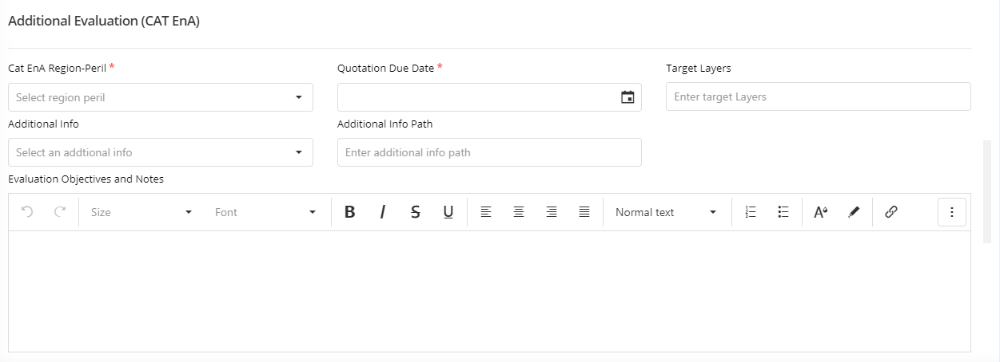 Additional Evaluation (CAT EnA)
Cat EnA Region-Peril * Quotation Due Date * Target Layers
Select region peril Enter target Layers
Additional Info Additional Info Path
Select an addtional info Enter additional info path
Evaluation Objectives and Notes
Size Font B I S U Normal text A